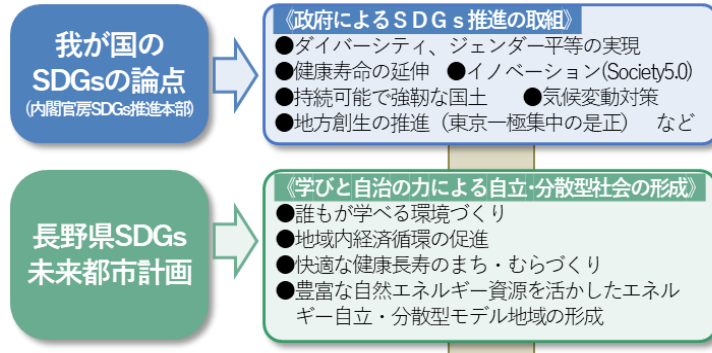 我が国の
SDGsの論点
(内閣官房SDGs推進本部)
《政府によるＳＤＧｓ推進の取組》
●ダイバーシティ、ジェンダー平等の実現
●健康寿命の延伸　●イノベーション(Society5.0)
●持続可能で強靭な国土　　●気候変動対策
●地方創生の推進（東京一極集中の是正）　など
長野県SDGs
未来都市計画
《学びと自治の力による自立･分散型社会の形成》
●誰もが学べる環境づくり
●地域内経済循環の促進
●快適な健康長寿のまち・むらづくり
●豊富な自然エネルギー資源を活かしたエネル
ギー自立・分散型モデル地域の形成